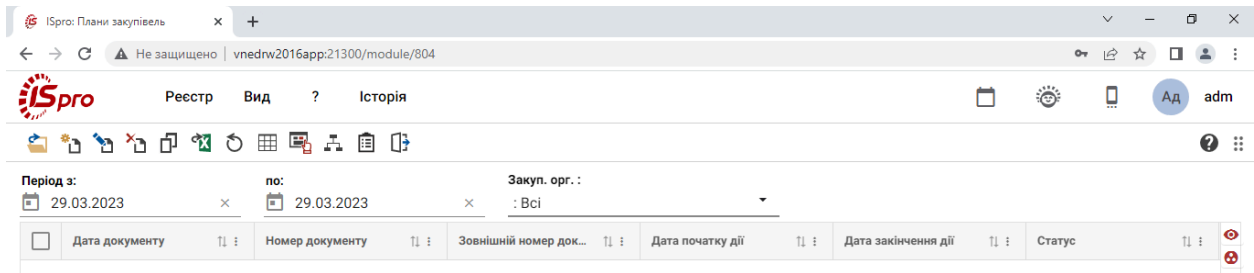 ISpro: Плани закупівель
Не защищено | vnedrw2016app:21300/module/804
ISpro Реєстр Вид ? Історія Ад adm
Період з: по: Закуп. орг. :
29.03.2023 29.03.2023 : Всі
Дата документу Номер документу Зовнішній номер док... Дата початку дії Дата закінчення дії Статус